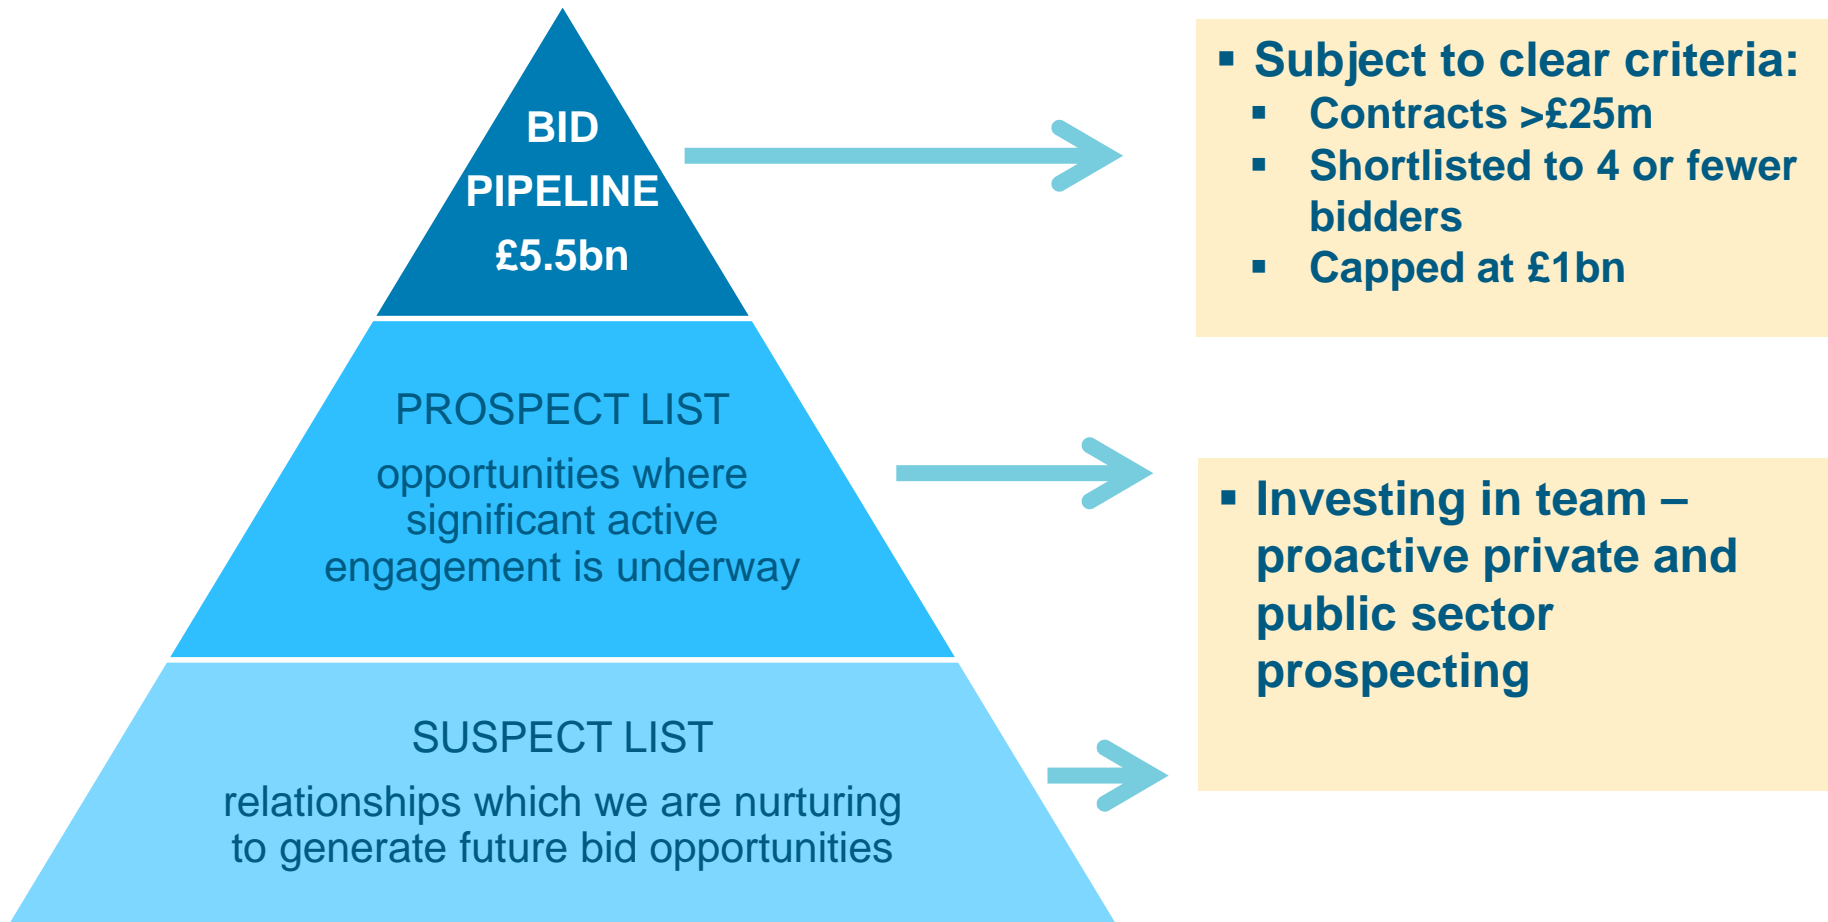 BID
PIPELINE
£5.5bn
PROSPECT LIST
opportunities where
significant active
engagement is underway
SUSPECT LIST
relationships which we are nurturing
to generate future bid opportunities
▪ Subject to clear criteria:
▪ Contracts >£25m
▪ Shortlisted to 4 or fewer
bidders
▪ Capped at £1bn
▪ Investing in team –
proactive private and
public sector
prospecting